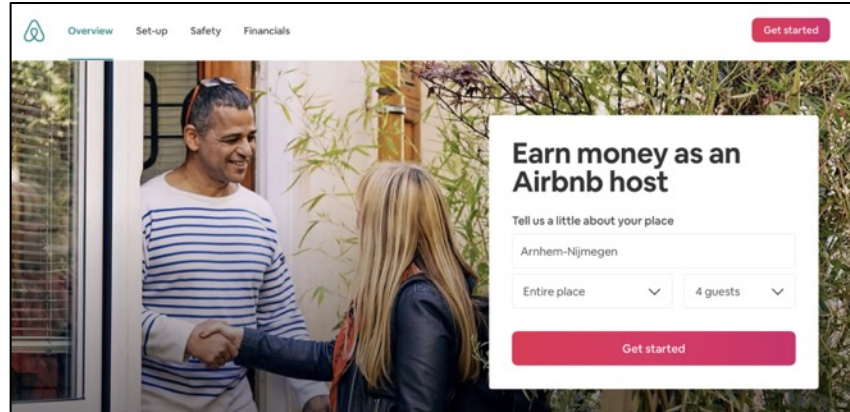 Overview Set-up Safety Financials Get started
Earn money as an
Airbnb host
Tell us a little about your place
Arnhem-Nijmegen
Entire place 4 guests
Get started